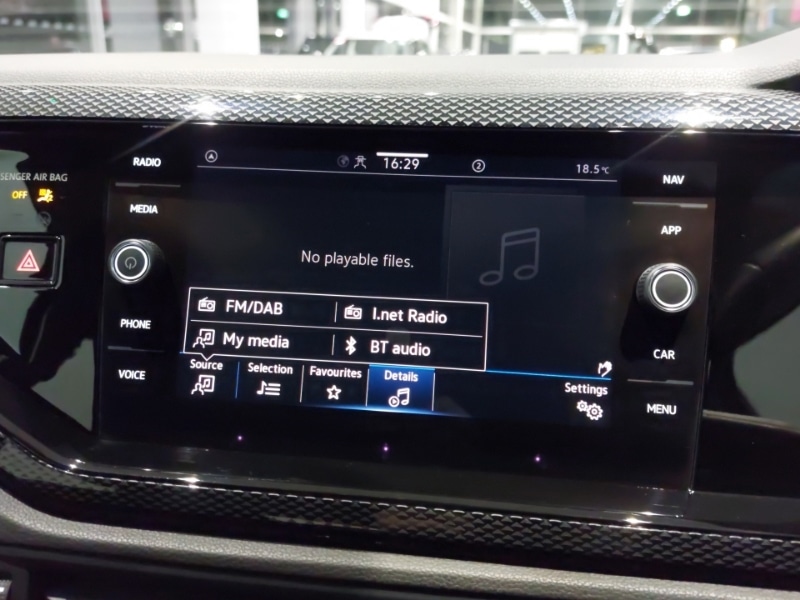 RADIO
16:29
2
18.5°C
NAV
SENGER AIR BAG
OFF
MEDIA
APP
No playable files.
FM/DAB
I.net Radio
PHONE
My media
BT audio
CAR
VOICE
Source
Selection
Favourites
Details
Settings
MENU